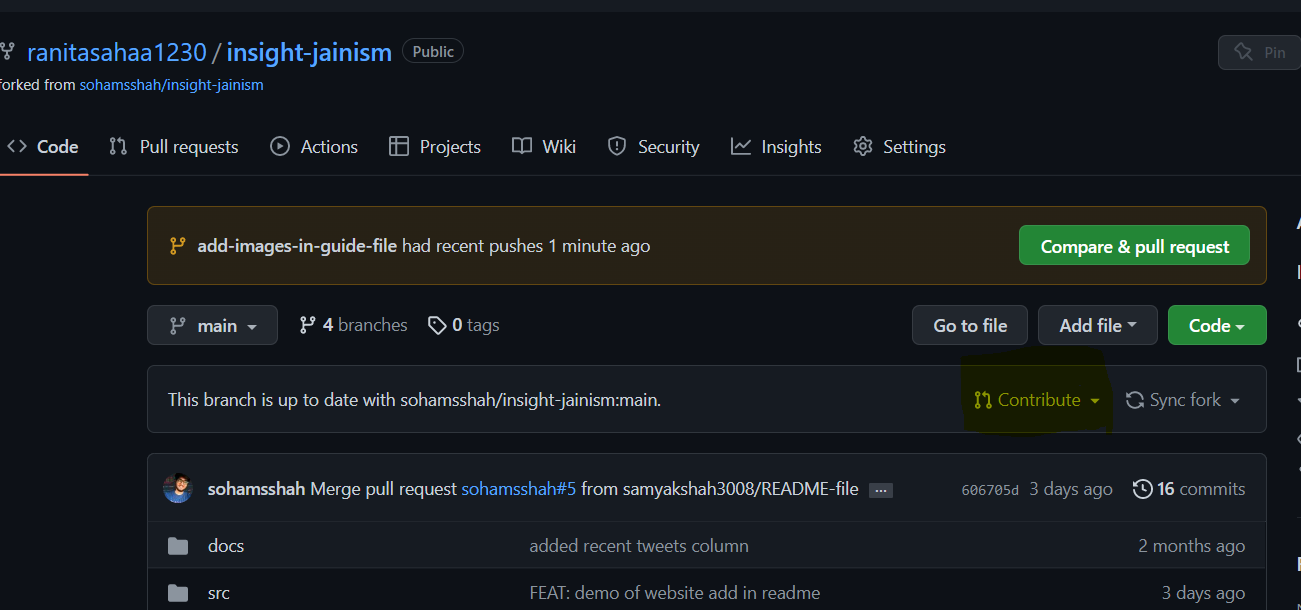 ranitasahaa1230 / insight-jainism Public Pin
forked from sohamsshah/insight-jainism
Code Pull requests Actions Projects Wiki Security Insights Settings
add-images-in-guide-file had recent pushes 1 minute ago Compare & pull request
main 4 branches 0 tags Go to file Add file Code
This branch is up to date with sohamsshah/insight-jainism:main. Contribute Sync fork
sohamsshah Merge pull request sohamsshah#5 from samyakshah3008/README-file ... 606705d 3 days ago 16 commits
docs added recent tweets column 2 months ago
src FEAT: demo of website add in readme 3 days ago